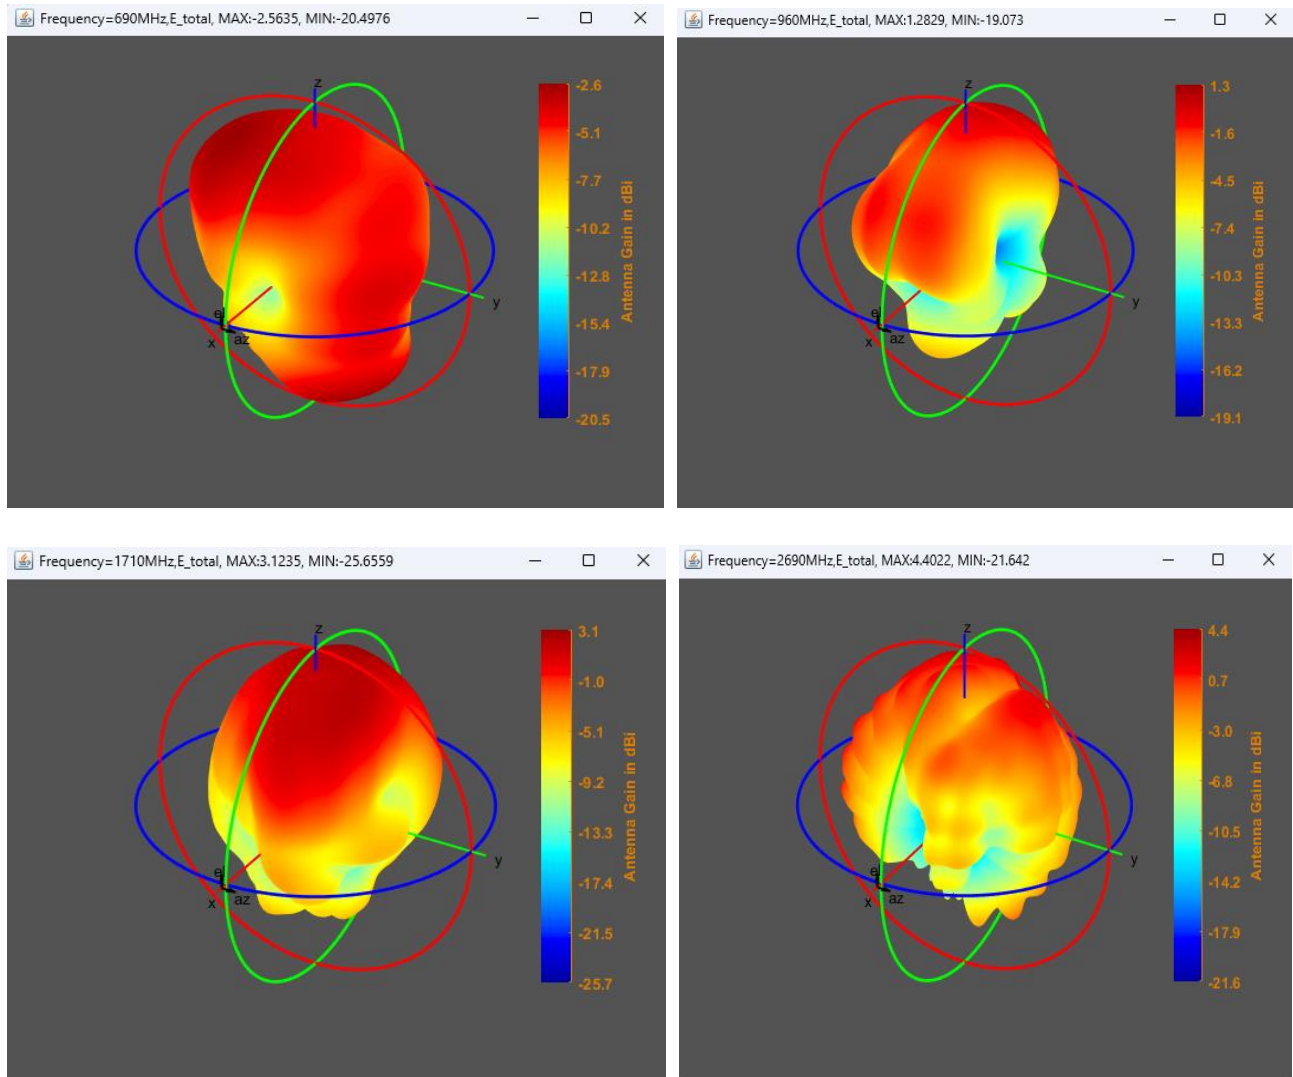 Frequency=690MHz,E_total, MAX:-2.5635, MIN:-20.4976
z
y
x
el
az
-2.6
-5.1
-7.7
-10.2
-12.8
-15.4
-17.9
-20.5
Antenna Gain in dBi
Frequency=960MHz,E_total, MAX:1.2829, MIN:-19.073
z
y
x
el
az
1.3
-1.6
-4.5
-7.4
-10.3
-13.3
-16.2
-19.1
Antenna Gain in dBi
Frequency=1710MHz,E_total, MAX:3.1235, MIN:-25.6559
z
y
x
el
az
3.1
-1.0
-5.1
-9.2
-13.3
-17.4
-21.5
-25.7
Antenna Gain in dBi
Frequency=2690MHz,E_total, MAX:4.4022, MIN:-21.642
z
y
x
el
az
4.4
0.7
-3.0
-6.8
-10.5
-14.2
-17.9
-21.6
Antenna Gain in dBi